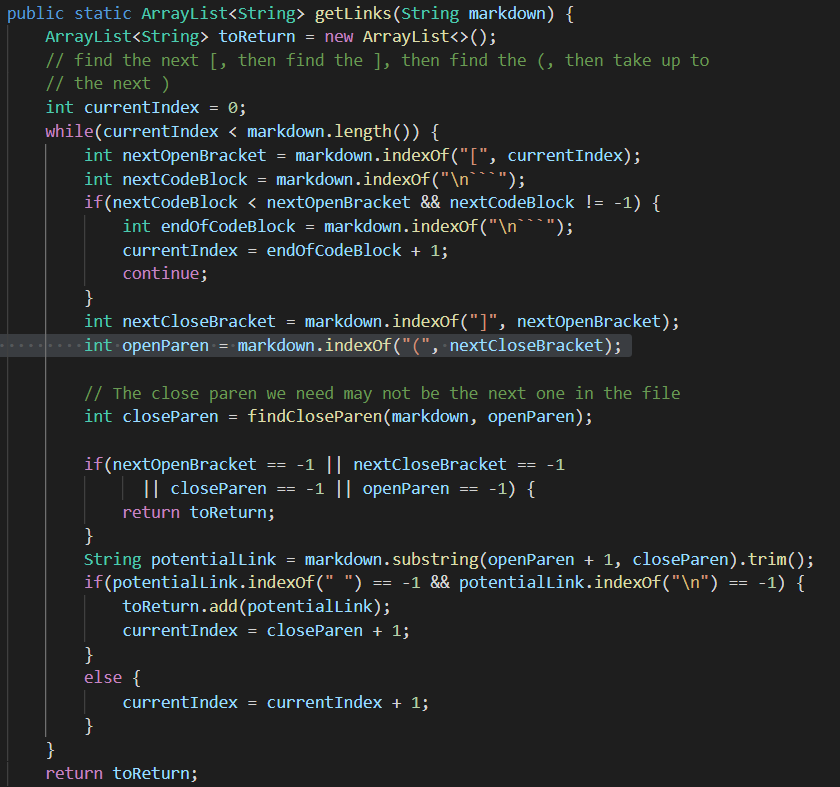 public static ArrayList<String> getLinks(String markdown) {
    ArrayList<String> toReturn = new ArrayList<>();
    // find the next [, then find the ], then find the (, then take up to
    // the next )
    int currentIndex = 0;
    while(currentIndex < markdown.length()) {
        int nextOpenBracket = markdown.indexOf("[", currentIndex);
        int nextCodeBlock = markdown.indexOf("\n```");
        if(nextCodeBlock < nextOpenBracket && nextCodeBlock != -1) {
            int endOfCodeBlock = markdown.indexOf("\n```");
            currentIndex = endOfCodeBlock + 1;
            continue;
        }
        int nextCloseBracket = markdown.indexOf("]", nextOpenBracket);
        int openParen = markdown.indexOf("(", nextCloseBracket);

        // The close paren we need may not be the next one in the file
        int closeParen = findCloseParen(markdown, openParen);

        if(nextOpenBracket == -1 || nextCloseBracket == -1
              || closeParen == -1 || openParen == -1) {
            return toReturn;
        }
        String potentialLink = markdown.substring(openParen + 1, closeParen).trim();
        if(potentialLink.indexOf(" ") == -1 && potentialLink.indexOf("\n") == -1) {
            toReturn.add(potentialLink);
            currentIndex = closeParen + 1;
        }
        else {
            currentIndex = currentIndex + 1;
        }
    }
    return toReturn;